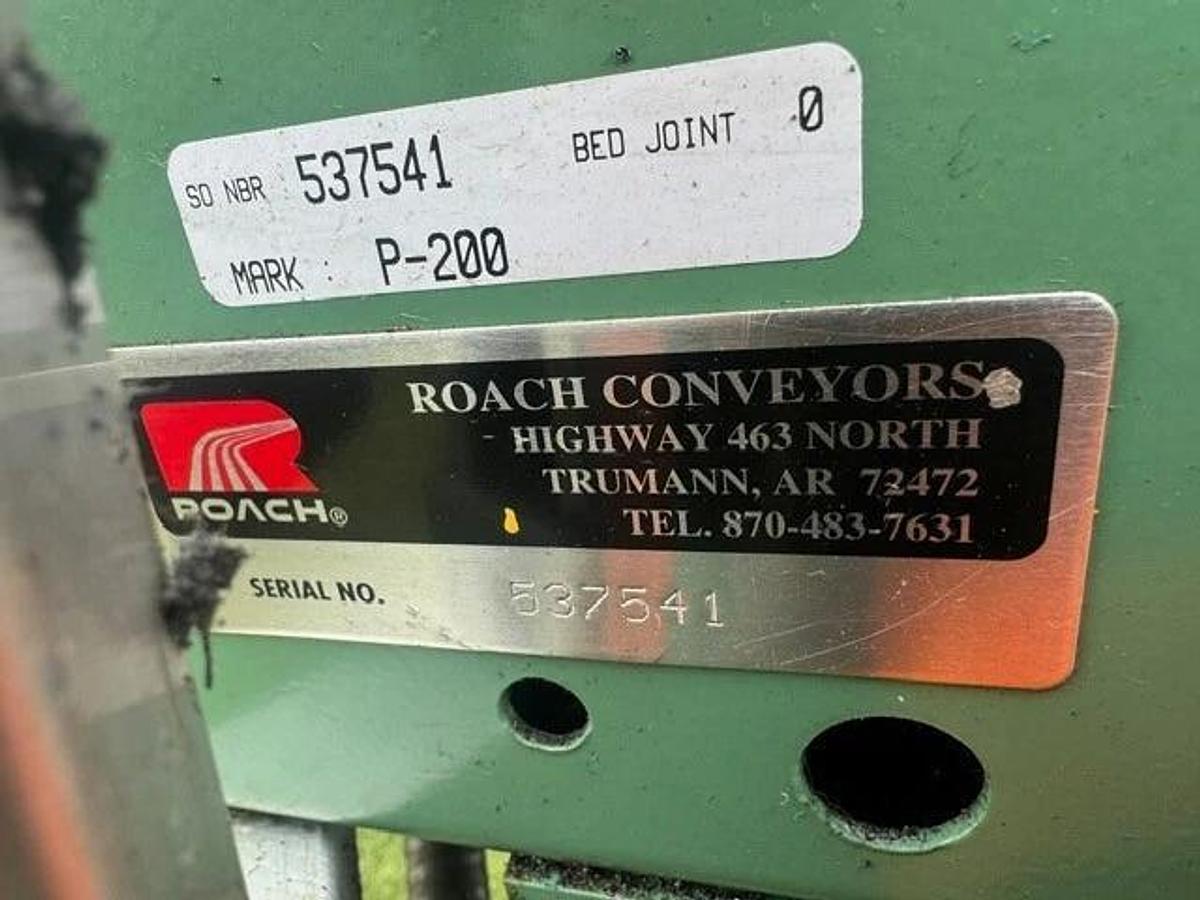 SO NBR : 537541 BED JOINT 0
MARK : P-200
ROACH CONVEYORS
HIGHWAY 463 NORTH
TRUMANN, AR 72472
TEL. 870-483-7631
ROACH®
SERIAL NO. 537541